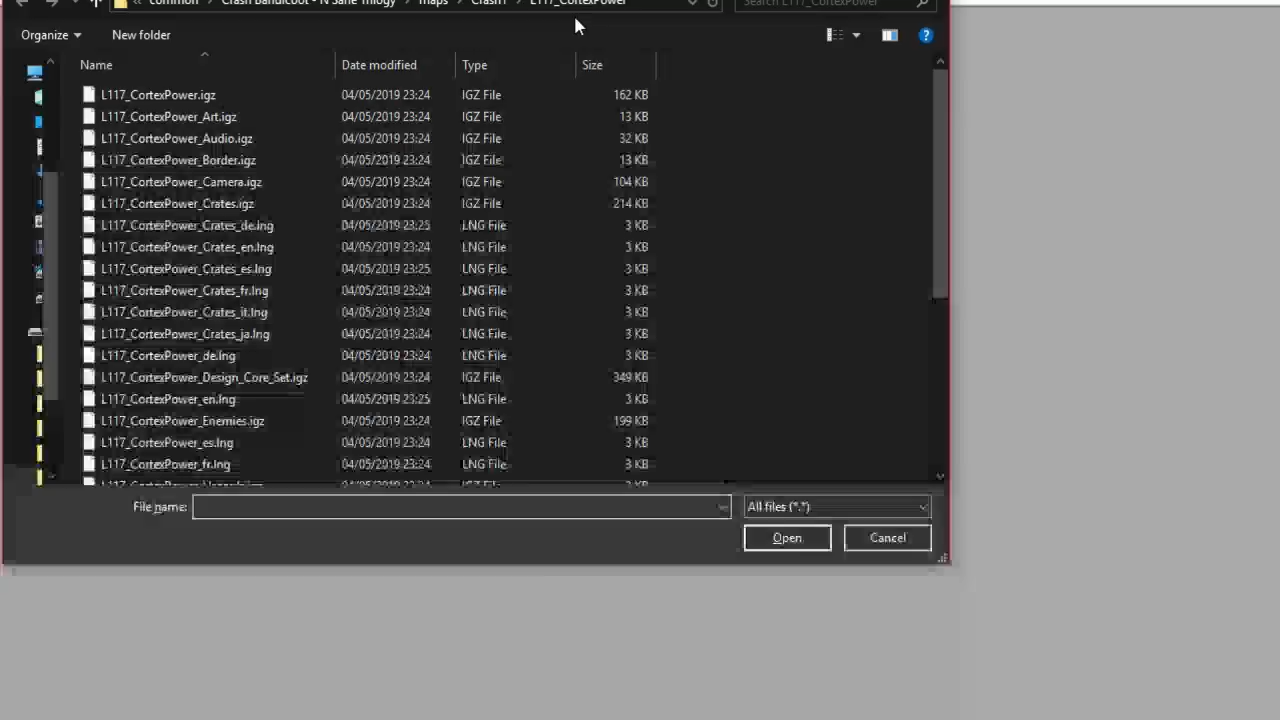 common Crash Bandicoot - N Sane Trilogy maps Crash1 L117_CortexPower Search L117_CortexPower
Organize New folder
Name Date modified Type Size
L117_CortexPower.igz 04/05/2019 23:24 IGZ File 162 KB
L117_CortexPower_Art.igz 04/05/2019 23:24 IGZ File 13 KB
L117_CortexPower_Audio.igz 04/05/2019 23:24 IGZ File 32 KB
L117_CortexPower_Border.igz 04/05/2019 23:24 IGZ File 13 KB
L117_CortexPower_Camera.igz 04/05/2019 23:24 IGZ File 104 KB
L117_CortexPower_Crates.igz 04/05/2019 23:24 IGZ File 214 KB
L117_CortexPower_Crates_de.lng 04/05/2019 23:25 LNG File 3 KB
L117_CortexPower_Crates_en.lng 04/05/2019 23:24 LNG File 3 KB
L117_CortexPower_Crates_es.lng 04/05/2019 23:25 LNG File 3 KB
L117_CortexPower_Crates_fr.lng 04/05/2019 23:24 LNG File 3 KB
L117_CortexPower_Crates_it.lng 04/05/2019 23:24 LNG File 3 KB
L117_CortexPower_Crates_ja.lng 04/05/2019 23:24 LNG File 3 KB
L117_CortexPower_de.lng 04/05/2019 23:24 LNG File 3 KB
L117_CortexPower_Design_Core_Set.igz 04/05/2019 23:24 IGZ File 349 KB
L117_CortexPower_en.lng 04/05/2019 23:25 LNG File 3 KB
L117_CortexPower_Enemies.igz 04/05/2019 23:24 IGZ File 199 KB
L117_CortexPower_es.lng 04/05/2019 23:24 LNG File 3 KB
L117_CortexPower_fr.lng 04/05/2019 23:24 LNG File 3 KB
File name: All files (*.*)
Open Cancel